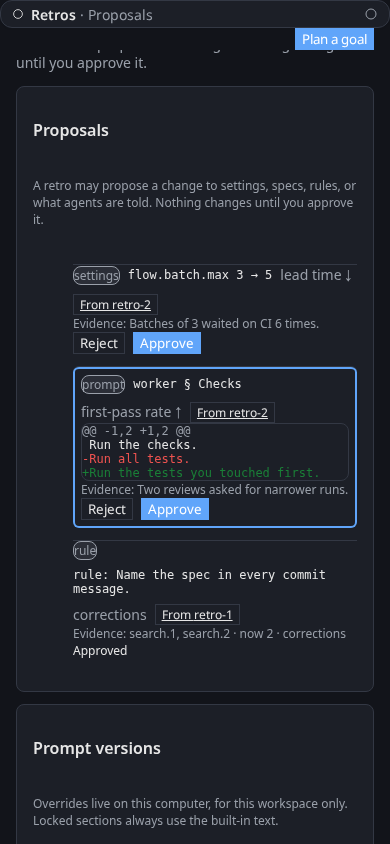 Retros · Proposals
Plan a goal
until you approve it.
Proposals
A retro may propose a change to settings, specs, rules, or
what agents are told. Nothing changes until you approve
it.
settings flow.batch.max 3 → 5 lead time ↓
From retro-2
Evidence: Batches of 3 waited on CI 6 times.
Reject Approve
prompt worker § Checks
first-pass rate ↑ From retro-2
@@ -1,2 +1,2 @@
Run the checks.
-Run all tests.
+Run the tests you touched first.
Evidence: Two reviews asked for narrower runs.
Reject Approve
rule
rule: Name the spec in every commit
message.
corrections From retro-1
Evidence: search.1, search.2 · now 2 · corrections
Approved
Prompt versions
Overrides live on this computer, for this workspace only.
Locked sections always use the built-in text.